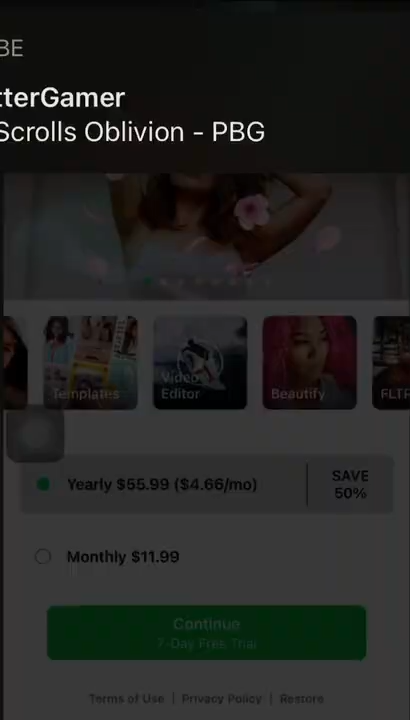 BE
tterGamer
Scrolls Oblivion - PBG
Templates
Video
Editor
Beautify
FLTR
Yearly $55.99 ($4.66/mo)
SAVE
50%
Monthly $11.99
Continue
7-Day Free Trial
Terms of Use | Privacy Policy | Restore